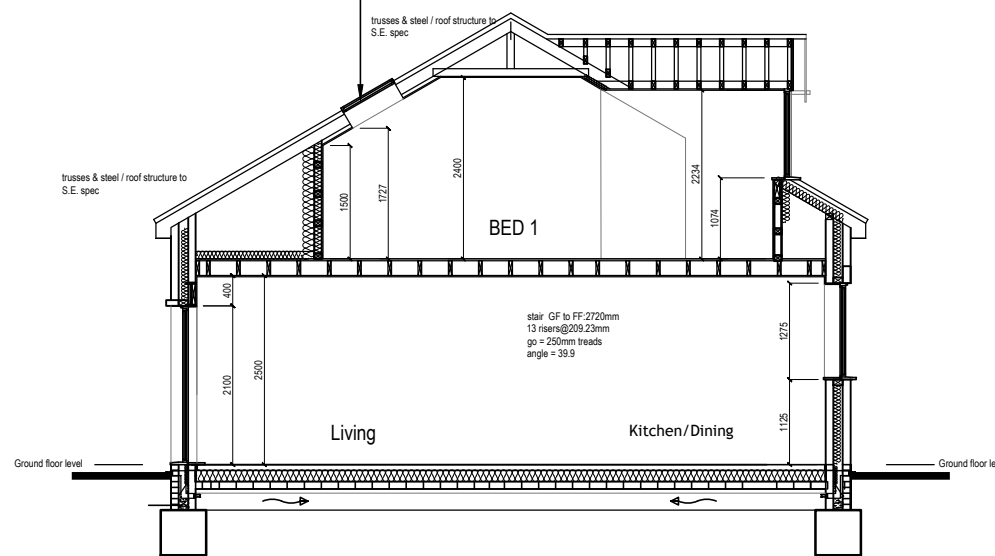 trusses & steel / roof structure to
S.E. spec
trusses & steel / roof structure to
S.E. spec
1500
1727
2400
2234
1074
BED 1
400
2100
2500
stair GF to FF:2720mm
13 risers@209.23mm
go = 250mm treads
angle = 39.9
1275
1125
Living
Kitchen/Dining
Ground floor level
Ground floor le